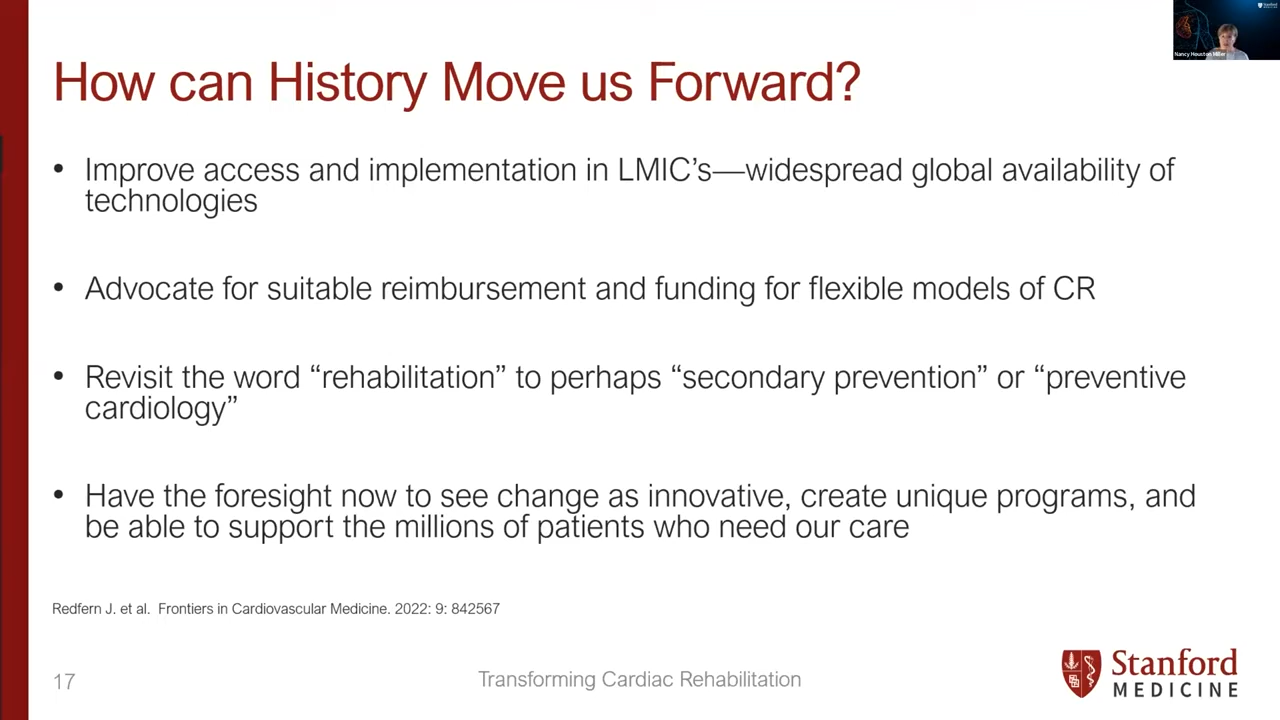 Stanford
Nancy Houston Miller
How can History Move us Forward?
• Improve access and implementation in LMIC’s—widespread global availability of
technologies
• Advocate for suitable reimbursement and funding for flexible models of CR
• Revisit the word “rehabilitation” to perhaps “secondary prevention” or “preventive
cardiology”
• Have the foresight now to see change as innovative, create unique programs, and
be able to support the millions of patients who need our care
Redfern J. et al. Frontiers in Cardiovascular Medicine. 2022: 9: 842567
17
Transforming Cardiac Rehabilitation
Stanford
MEDICINE